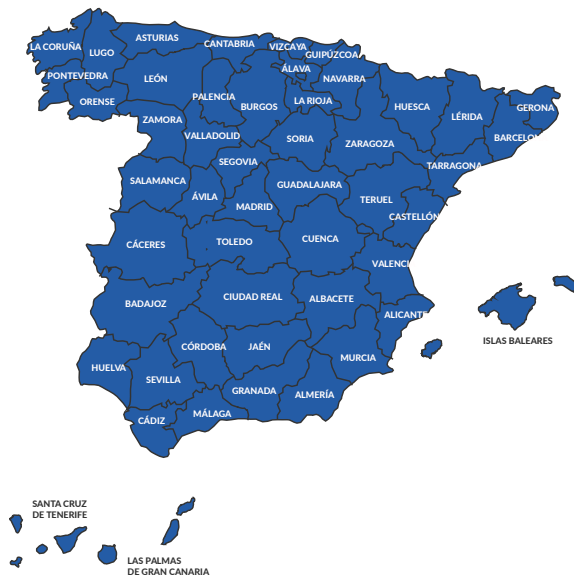 ASTURIAS
CANTABRIA
VIZCAYA
GUIPÚZCOA
LA CORUÑA
LUGO
ÁLAVA
NAVARRA
PONTEVEDRA
LEÓN
ORENSE
PALENCIA
BURGOS
LA RIOJA
HUESCA
LÉRIDA
GERONA
ZAMORA
VALLADOLID
SORIA
ZARAGOZA
BARCELON
SEGOVIA
TARRAGONA
SALAMANCA
ÁVILA
GUADALAJARA
MADRID
TERUEL
CASTELLÓN
CÁCERES
TOLEDO
CUENCA
VALENCI
BADAJOZ
CIUDAD REAL
ALBACETE
ALICANTE
ISLAS BALEARES
CÓRDOBA
JAÉN
MURCIA
HUELVA
SEVILLA
GRANADA
ALMERÍA
CÁDIZ
MÁLAGA
SANTA CRUZ
DE TENERIFE
LAS PALMAS
DE GRAN CANARIA